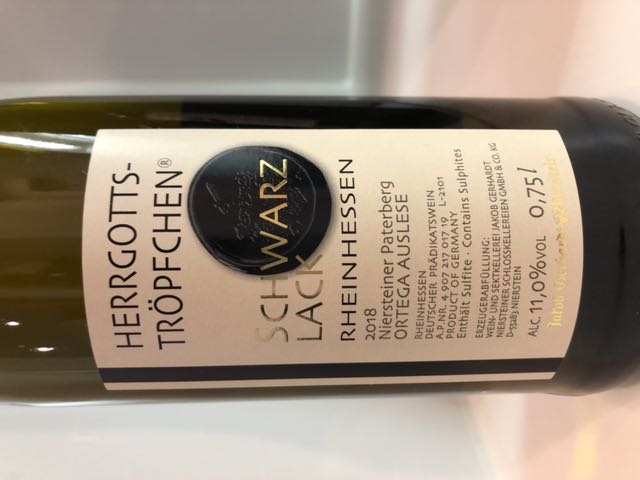 HERRGOTTS-
TRÖPFCHEN®
SCHWARZ
LACK
RHEINHESSEN
2018
Niersteiner Paterberg
ORTEGA AUSLESE
RHEINHESSEN
DEUTSCHER PRÄDIKATSWEIN
A.P.NR. 4 907 217 017 19 L-2101
PRODUCT OF GERMANY
Enthält Sulfite · Contains Sulphites
ERZEUGERABFÜLLUNG:
WEIN- UND SEKTKELLEREI JAKOB GERHARDT
NIERSTEINER SCHLOSSKELLEREIEN GMBH & CO. KG
D-55283 NIERSTEIN
ALC. 11,0%VOL 0,75l
Jakob Gerhardt